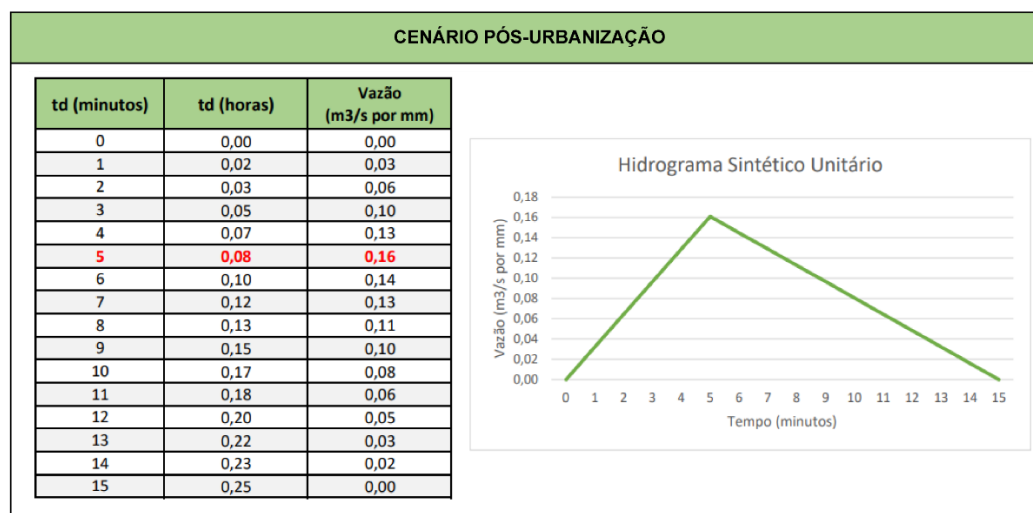 CENÁRIO PÓS-URBANIZAÇÃO
td (minutos) td (horas) Vazão (m3/s por mm)
0 0,00 0,00
1 0,02 0,03
2 0,03 0,06
3 0,05 0,10
4 0,07 0,13
5 0,08 0,16
6 0,10 0,14
7 0,12 0,13
8 0,13 0,11
9 0,15 0,10
10 0,17 0,08
11 0,18 0,06
12 0,20 0,05
13 0,22 0,03
14 0,23 0,02
15 0,25 0,00
Hidrograma Sintético Unitário
Vazão (m3/s por mm)
0,18
0,16
0,14
0,12
0,10
0,08
0,06
0,04
0,02
0,00
0 1 2 3 4 5 6 7 8 9 10 11 12 13 14 15
Tempo (minutos)